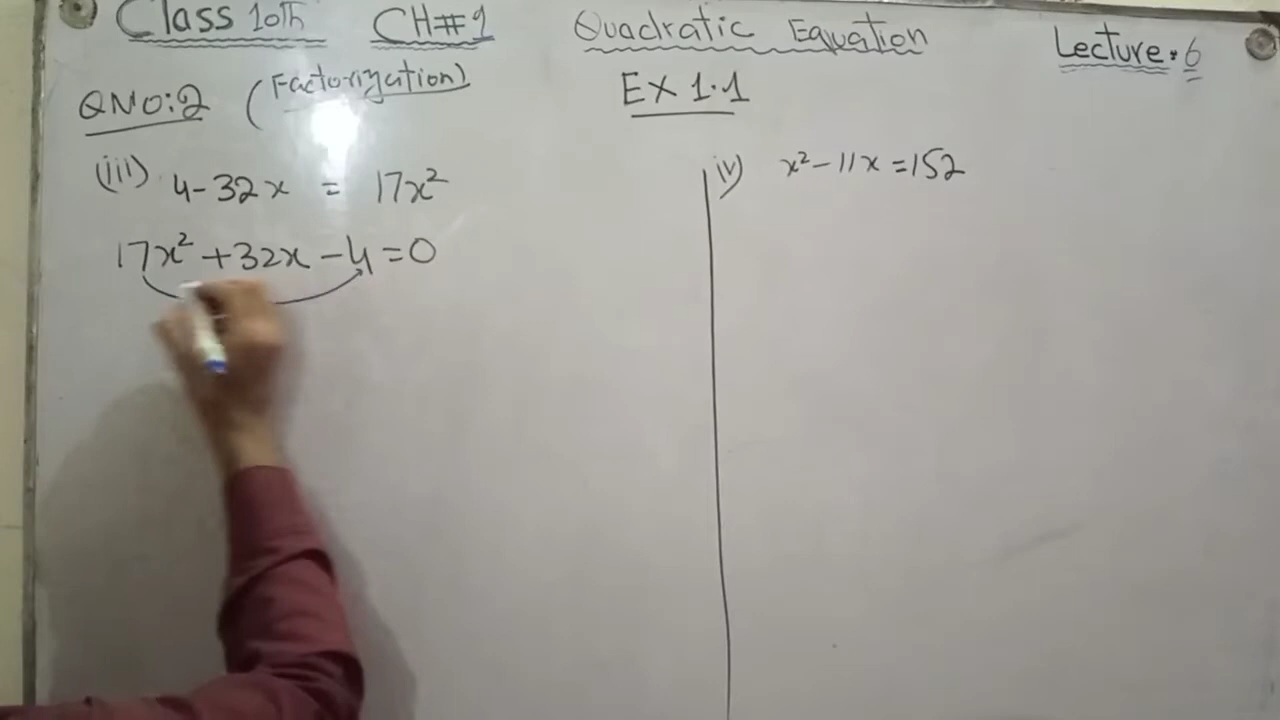 Class 10th CH#1 Quadratic Equation Lecture. 6
QNO:2 (Factorization) EX 1.1
(iii) 4-32x = 17x²
17x² +32x -4 =0
iv) x² - 11x = 152